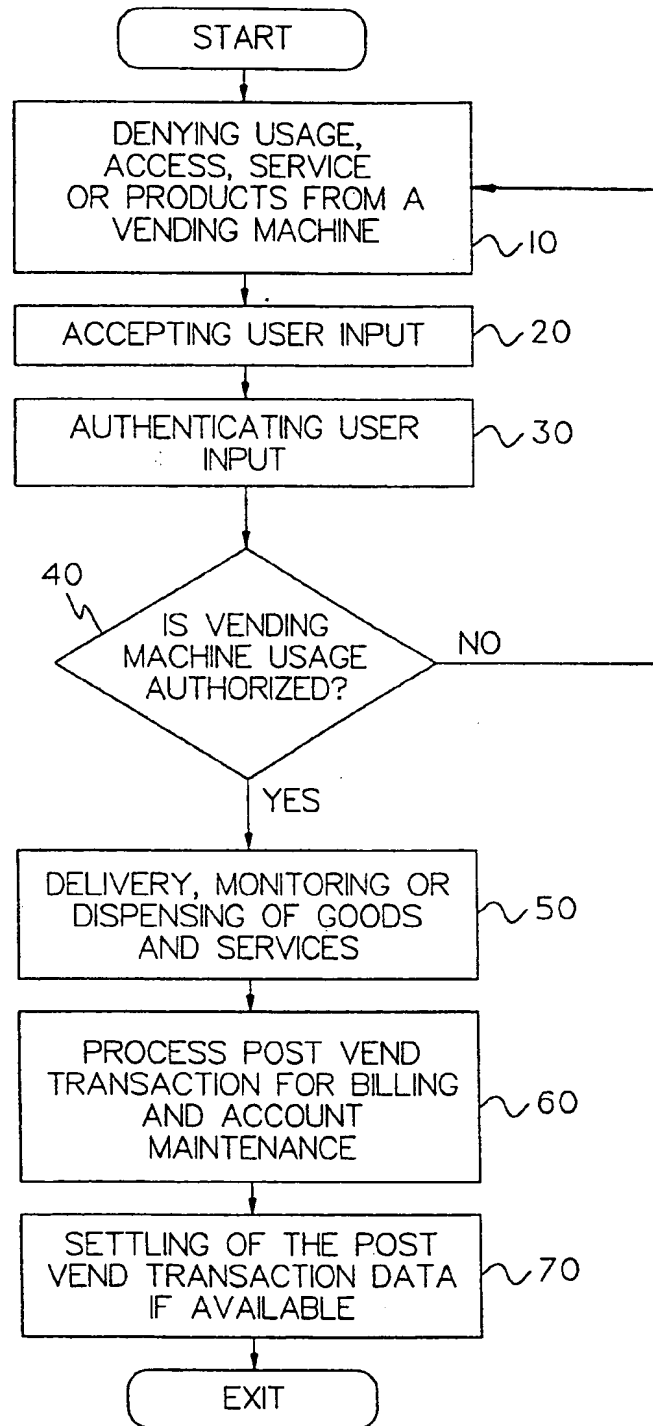 START
DENYING USAGE,
ACCESS, SERVICE
OR PRODUCTS FROM A
VENDING MACHINE
10
ACCEPTING USER INPUT
20
AUTHENTICATING USER
INPUT
30
40
IS VENDING
MACHINE USAGE
AUTHORIZED?
NO
YES
DELIVERY, MONITORING OR
DISPENSING OF GOODS
AND SERVICES
50
PROCESS POST VEND
TRANSACTION FOR BILLING
AND ACCOUNT
MAINTENANCE
60
SETTLING OF THE POST
VEND TRANSACTION DATA
IF AVAILABLE
70
EXIT